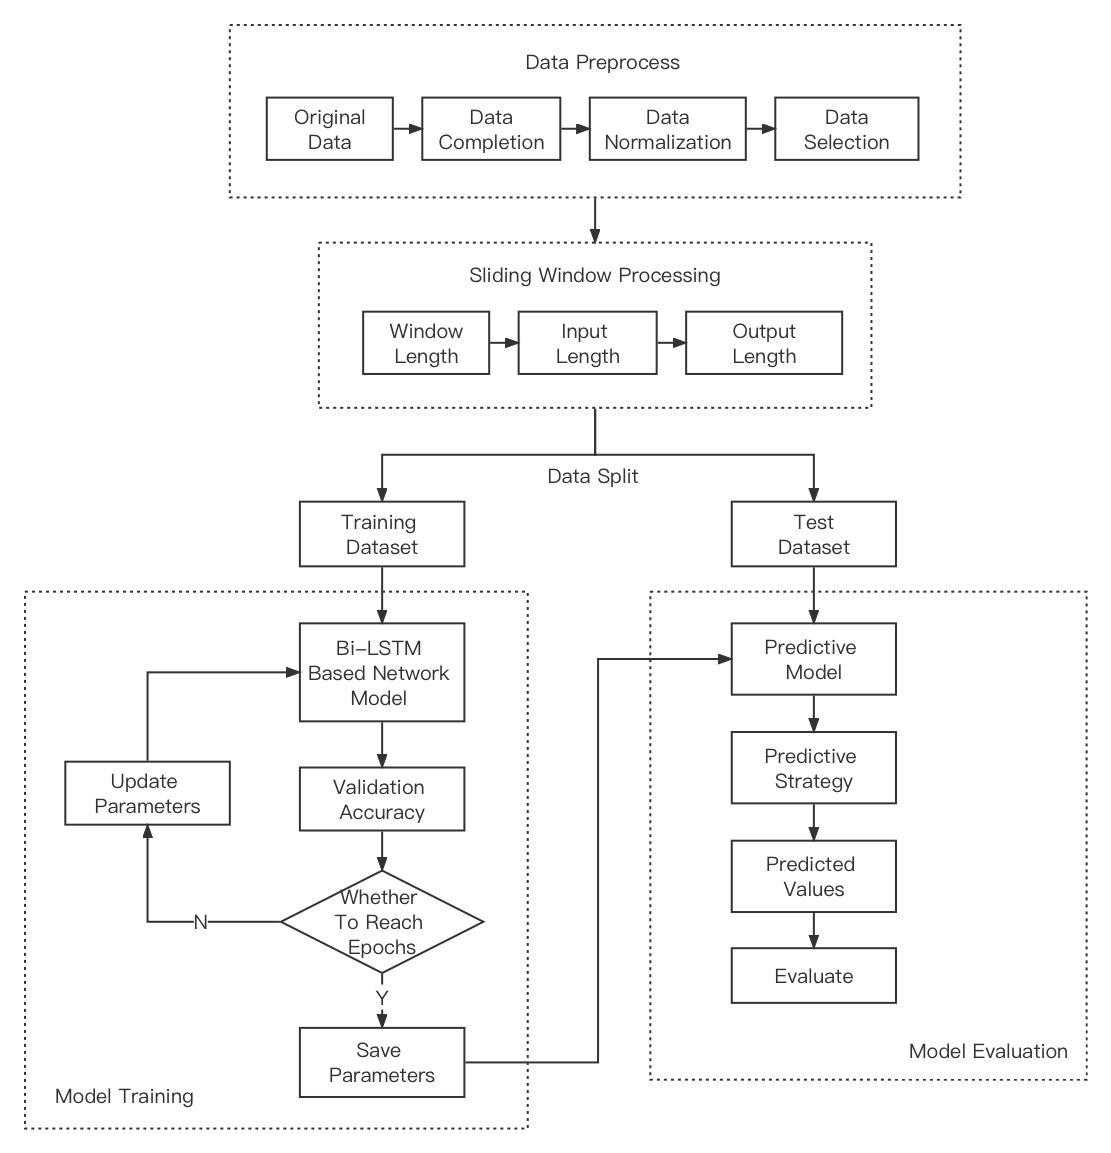 Data Preprocess
Original
Data
Data
Completion
Data
Normalization
Data
Selection
Sliding Window Processing
Window
Length
Input
Length
Output
Length
Data Split
Training
Dataset
Test
Dataset
Bi-LSTM
Based Network
Model
Update
Parameters
Validation
Accuracy
Whether
To Reach
Epochs
N
Y
Save
Parameters
Model Training
Predictive
Model
Predictive
Strategy
Predicted
Values
Evaluate
Model Evaluation